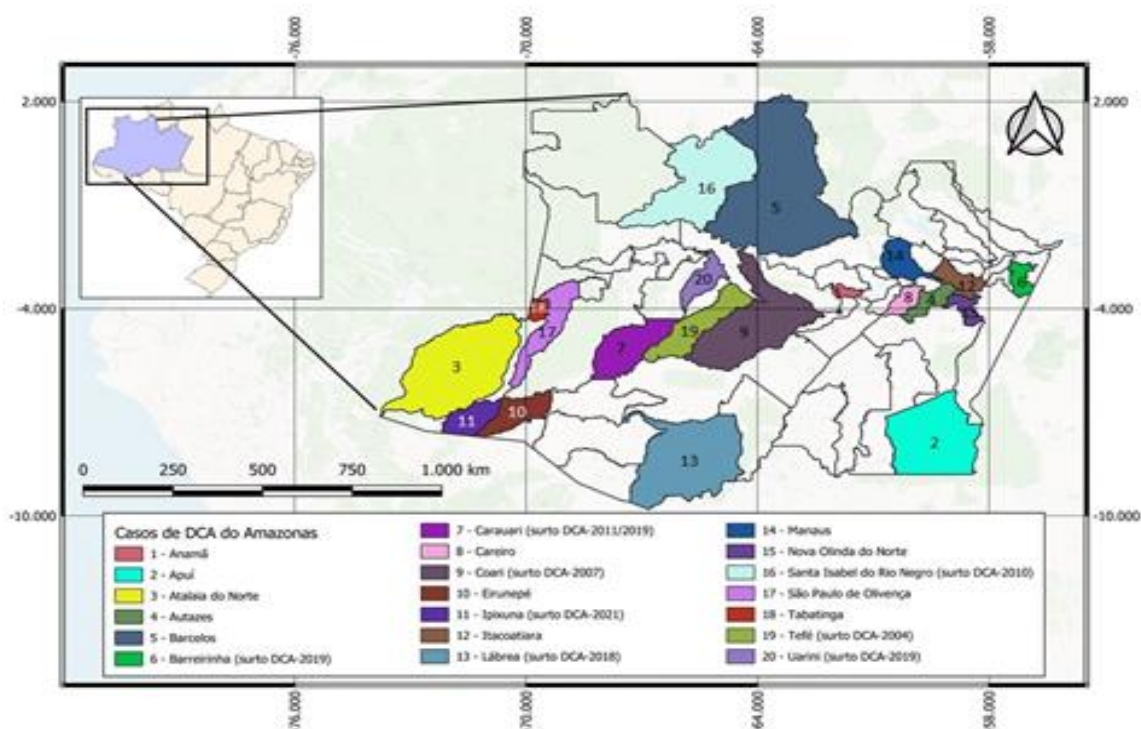 -76.000 -70.000 -64.000 -58.000
2.000 2.000
16
5
14
20
12 6
-4.000 18 8 4 -4.000
17 19 9
7
3
10
11
2
13
0 250 500 750 1.000 km
-10.000 -10.000
Casos de DCA do Amazonas
1 - Anamã
2 - Apuí
3 - Atalaia do Norte
4 - Autazes
5 - Barcelos
6 - Barreirinha (surto DCA-2019)
7 - Carauari (surto DCA-2011/2019)
8 - Careiro
9 - Coari (surto DCA-2007)
10 - Eirunepé
11 - Ipixuna (surto DCA-2021)
12 - Itacoatiara
13 - Lábrea (surto DCA-2018)
14 - Manaus
15 - Nova Olinda do Norte
16 - Santa Isabel do Rio Negro (surto DCA-2010)
17 - São Paulo de Olivença
18 - Tabatinga
19 - Tefé (surto DCA-2004)
20 - Uarini (surto DCA-2019)
-76.000 -70.000 -64.000 -58.000